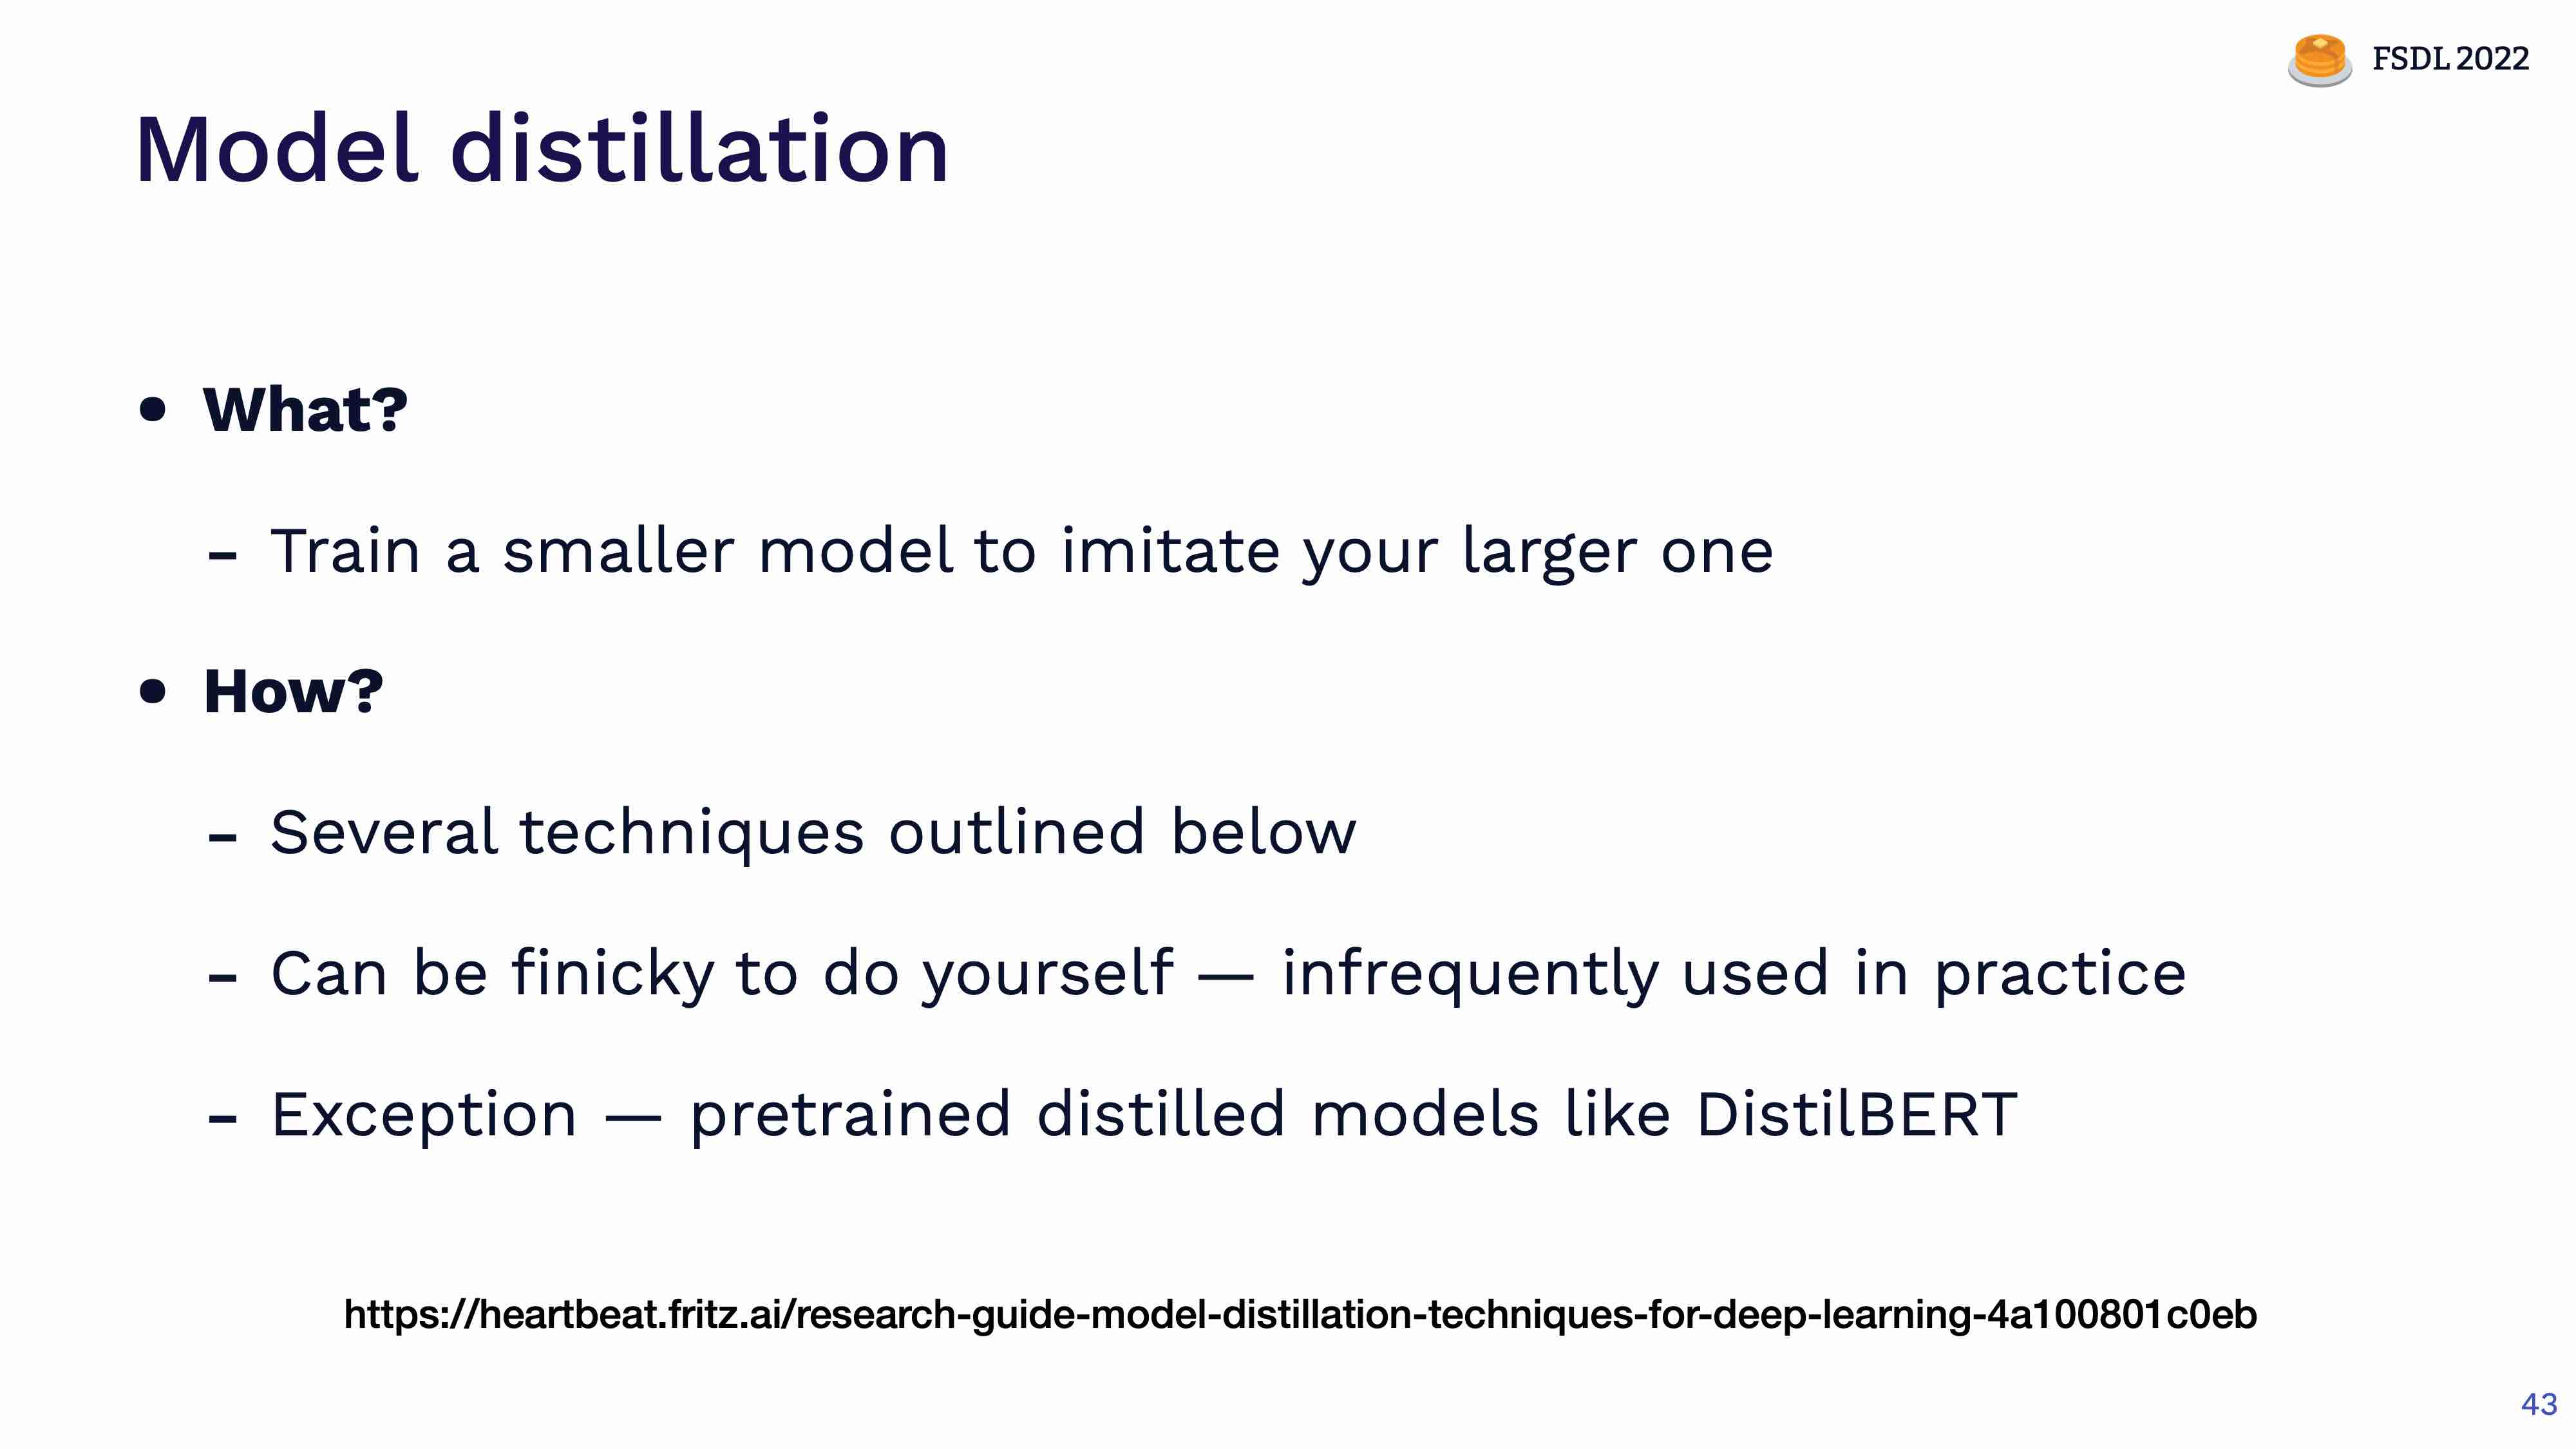 FSDL 2022
Model distillation
• What?
- Train a smaller model to imitate your larger one
• How?
- Several techniques outlined below
- Can be finicky to do yourself — infrequently used in practice
- Exception — pretrained distilled models like DistilBERT
https://heartbeat.fritz.ai/research-guide-model-distillation-techniques-for-deep-learning-4a100801c0eb
43